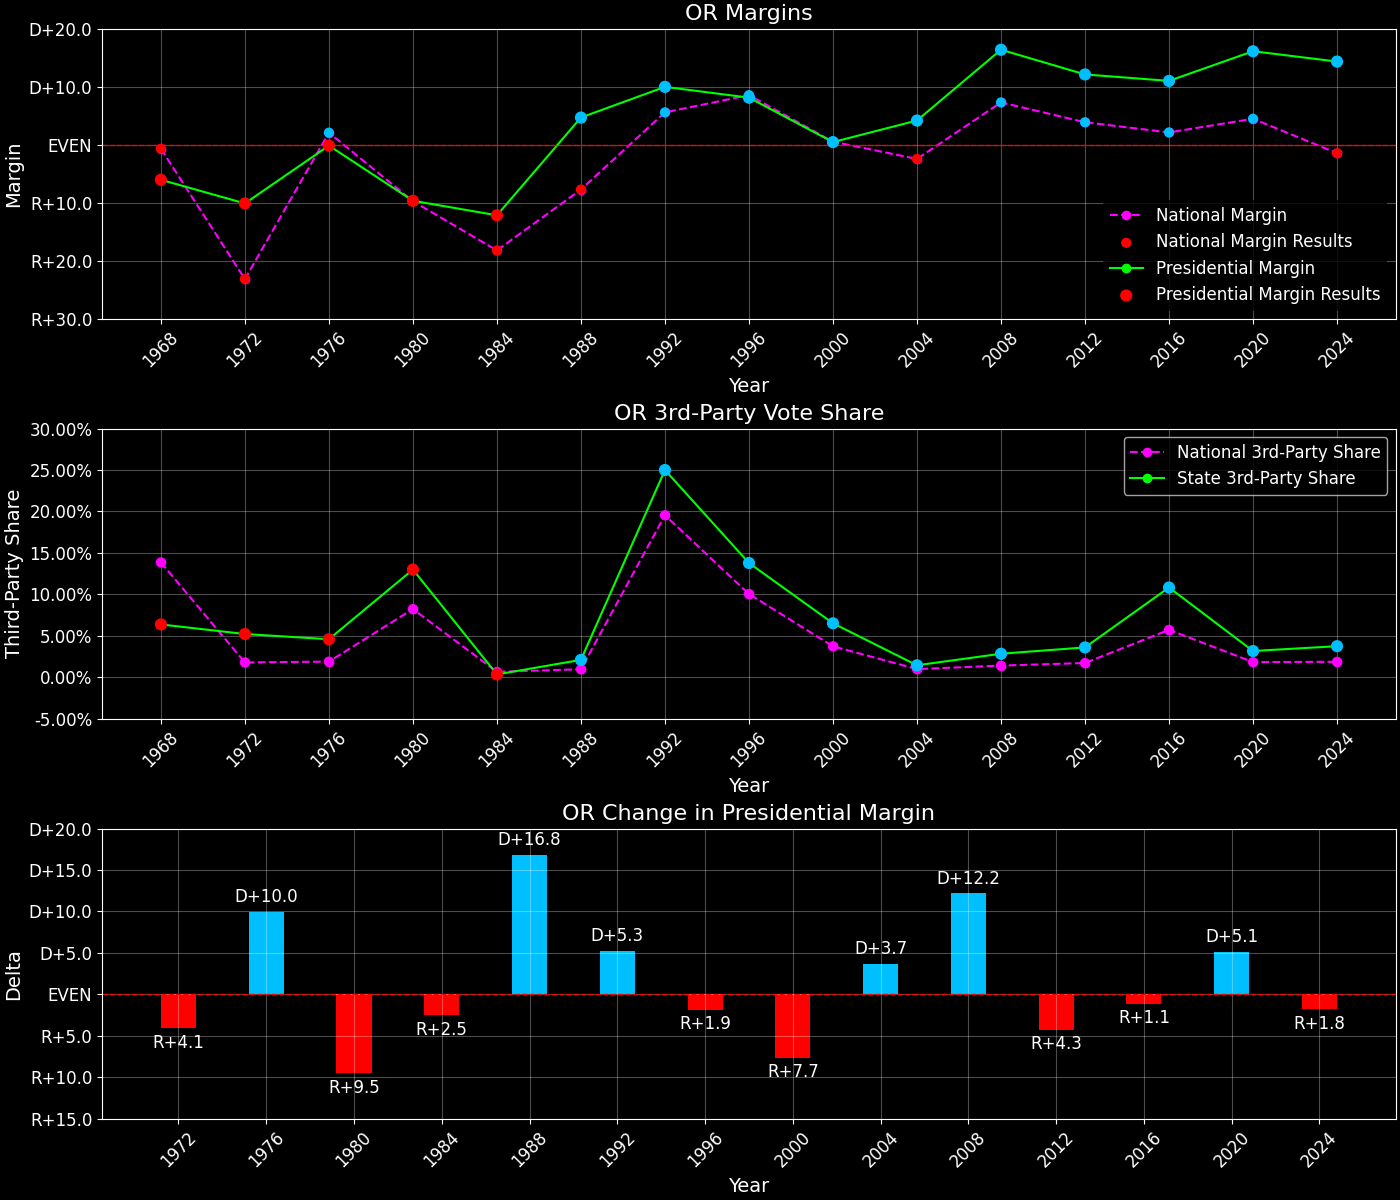 OR Margins
D+20.0
D+10.0
EVEN
R+10.0
R+20.0
R+30.0
Margin
National Margin
National Margin Results
Presidential Margin
Presidential Margin Results
1968 1972 1976 1980 1984 1988 1992 1996 2000 2004 2008 2012 2016 2020 2024
Year
OR 3rd-Party Vote Share
30.00%
25.00%
20.00%
15.00%
10.00%
5.00%
0.00%
-5.00%
Third-Party Share
National 3rd-Party Share
State 3rd-Party Share
1968 1972 1976 1980 1984 1988 1992 1996 2000 2004 2008 2012 2016 2020 2024
Year
OR Change in Presidential Margin
D+20.0
D+15.0
D+10.0
D+5.0
EVEN
R+5.0
R+10.0
R+15.0
Delta
R+4.1
D+10.0
R+9.5
R+2.5
D+16.8
D+5.3
R+1.9
R+7.7
D+3.7
D+12.2
R+4.3
R+1.1
D+5.1
R+1.8
1972 1976 1980 1984 1988 1992 1996 2000 2004 2008 2012 2016 2020 2024
Year